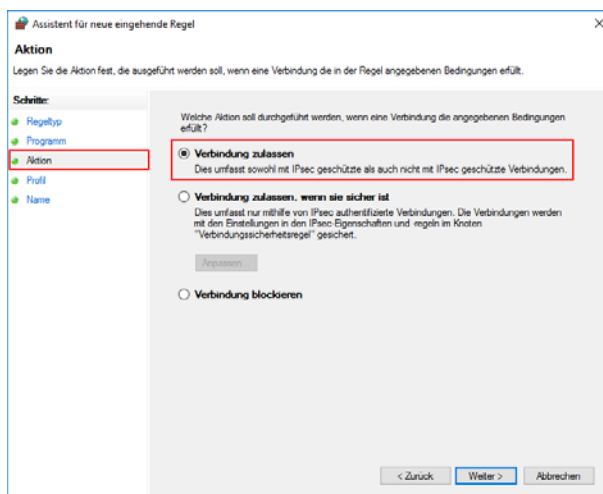 Assistent für neue eingehende Regel
Aktion
Legen Sie die Aktion fest, die ausgeführt werden soll, wenn eine Verbindung die in der Regel angegebenen Bedingungen erfüllt.
Schritte:
Regeltyp
Programm
Aktion
Profil
Name
Welche Aktion soll durchgeführt werden, wenn eine Verbindung die angegebenen Bedingungen
erfüllt?
Verbindung zulassen
Dies umfasst sowohl mit IPsec geschützte als auch nicht mit IPsec geschützte Verbindungen.
Verbindung zulassen, wenn sie sicher ist
Dies umfasst nur mithilfe von IPsec authentifizierte Verbindungen. Die Verbindungen werden
mit den Einstellungen in den IPsec-Eigenschaften und -regeln im Knoten
"Verbindungssicherheitsregel" gesichert.
Anpassen...
Verbindung blockieren
< Zurück
Weiter >
Abbrechen